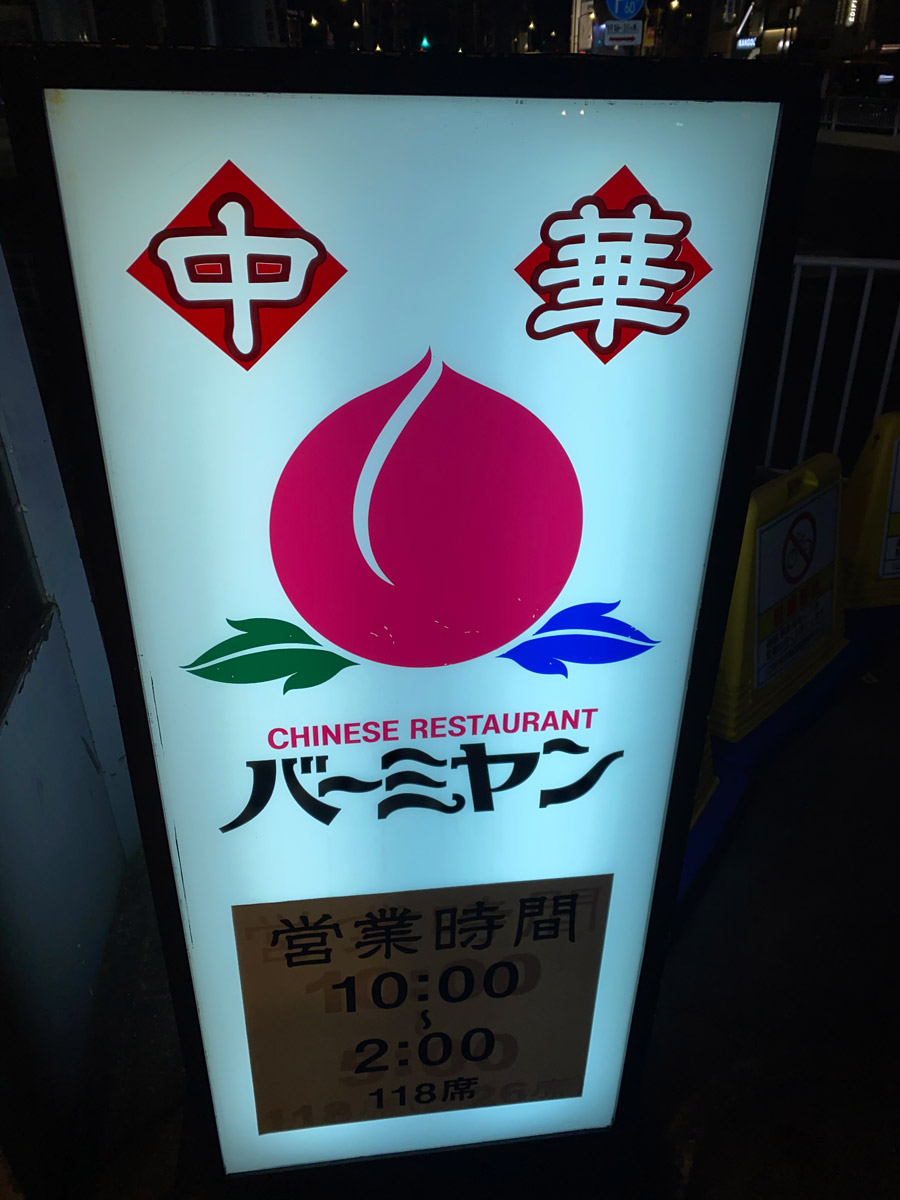 中華
CHINESE RESTAURANT
バーミヤン
営業時間
10:00
~
2:00
118席